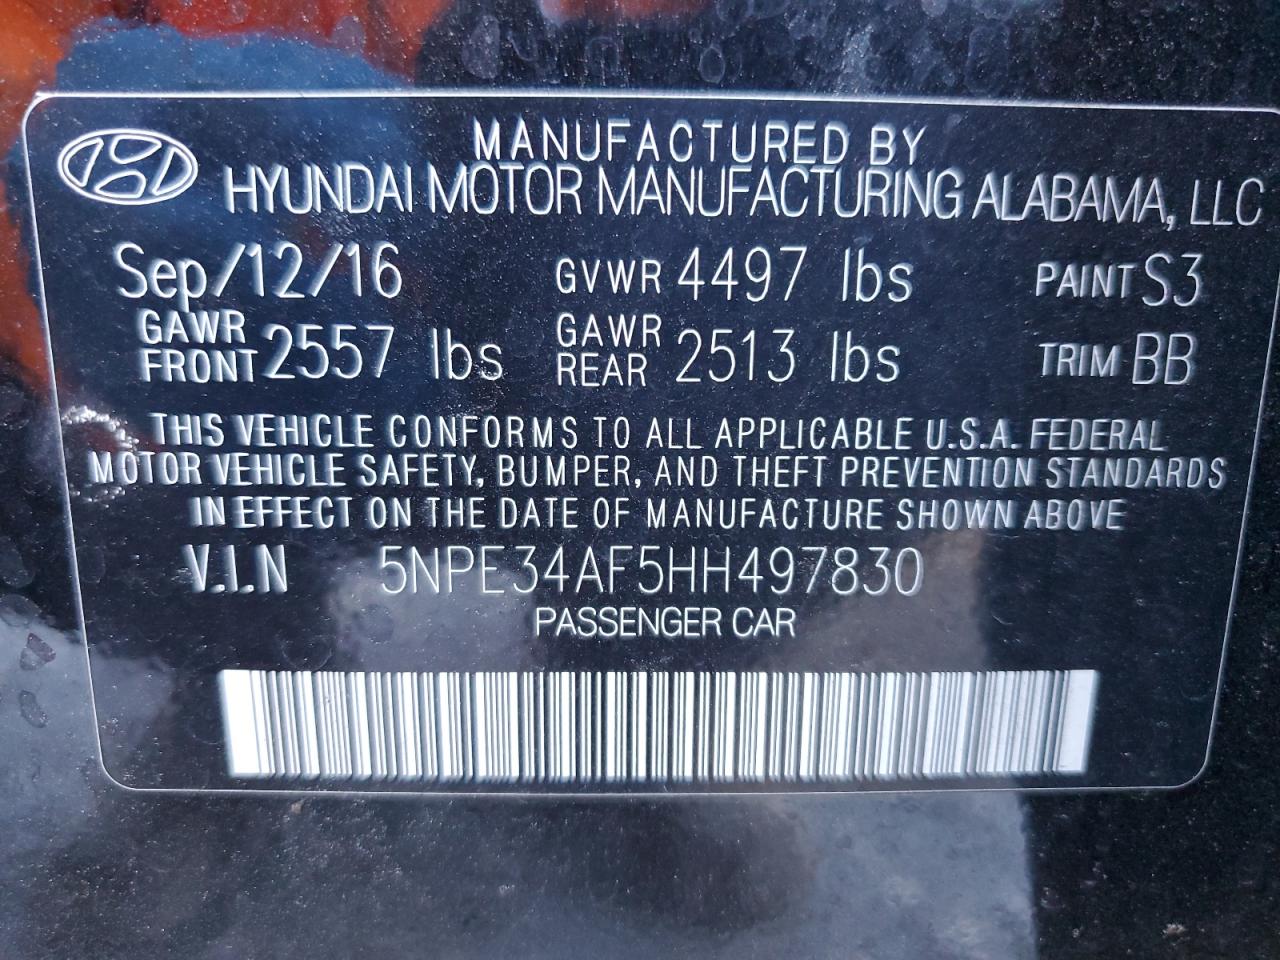 MANUFACTURED BY
HYUNDAI MOTOR MANUFACTURING ALABAMA, LLC
Sep/12/16 GVWR 4497 lbs PAINT S3
GAWR FRONT 2557 lbs GAWR REAR 2513 lbs TRIM BB
THIS VEHICLE CONFORMS TO ALL APPLICABLE U.S.A. FEDERAL
MOTOR VEHICLE SAFETY, BUMPER, AND THEFT PREVENTION STANDARDS
IN EFFECT ON THE DATE OF MANUFACTURE SHOWN ABOVE
V.I.N 5NPE34AF5HH497830
PASSENGER CAR